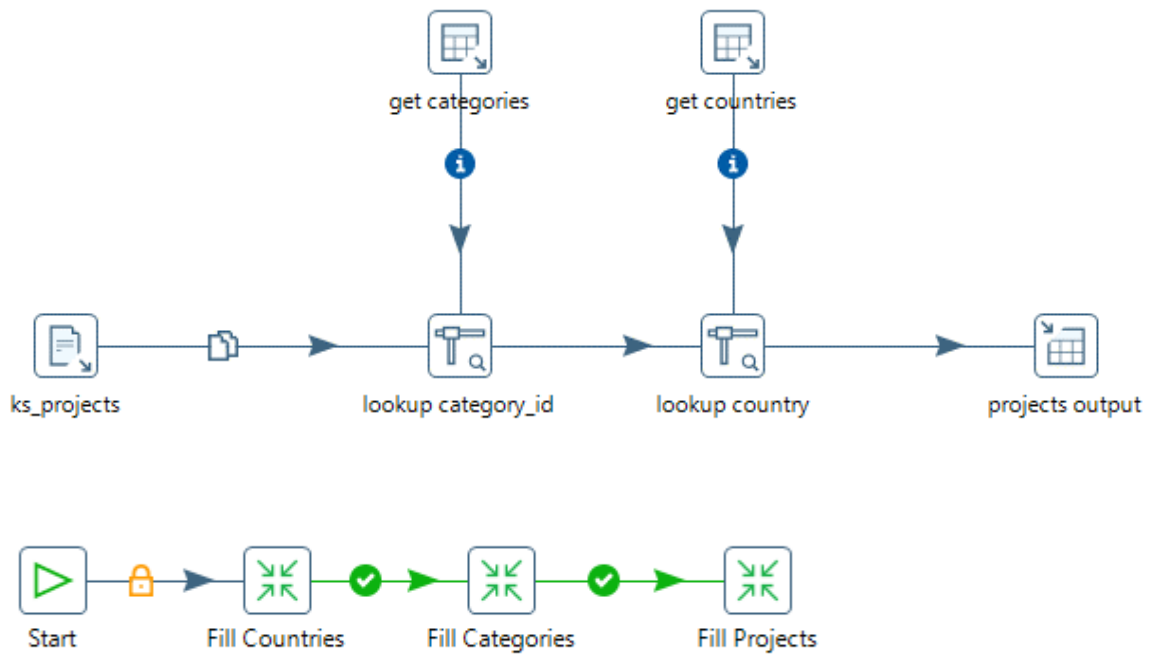 get categories
get countries
ks_projects
lookup category_id
lookup country
projects output
Start
Fill Countries
Fill Categories
Fill Projects